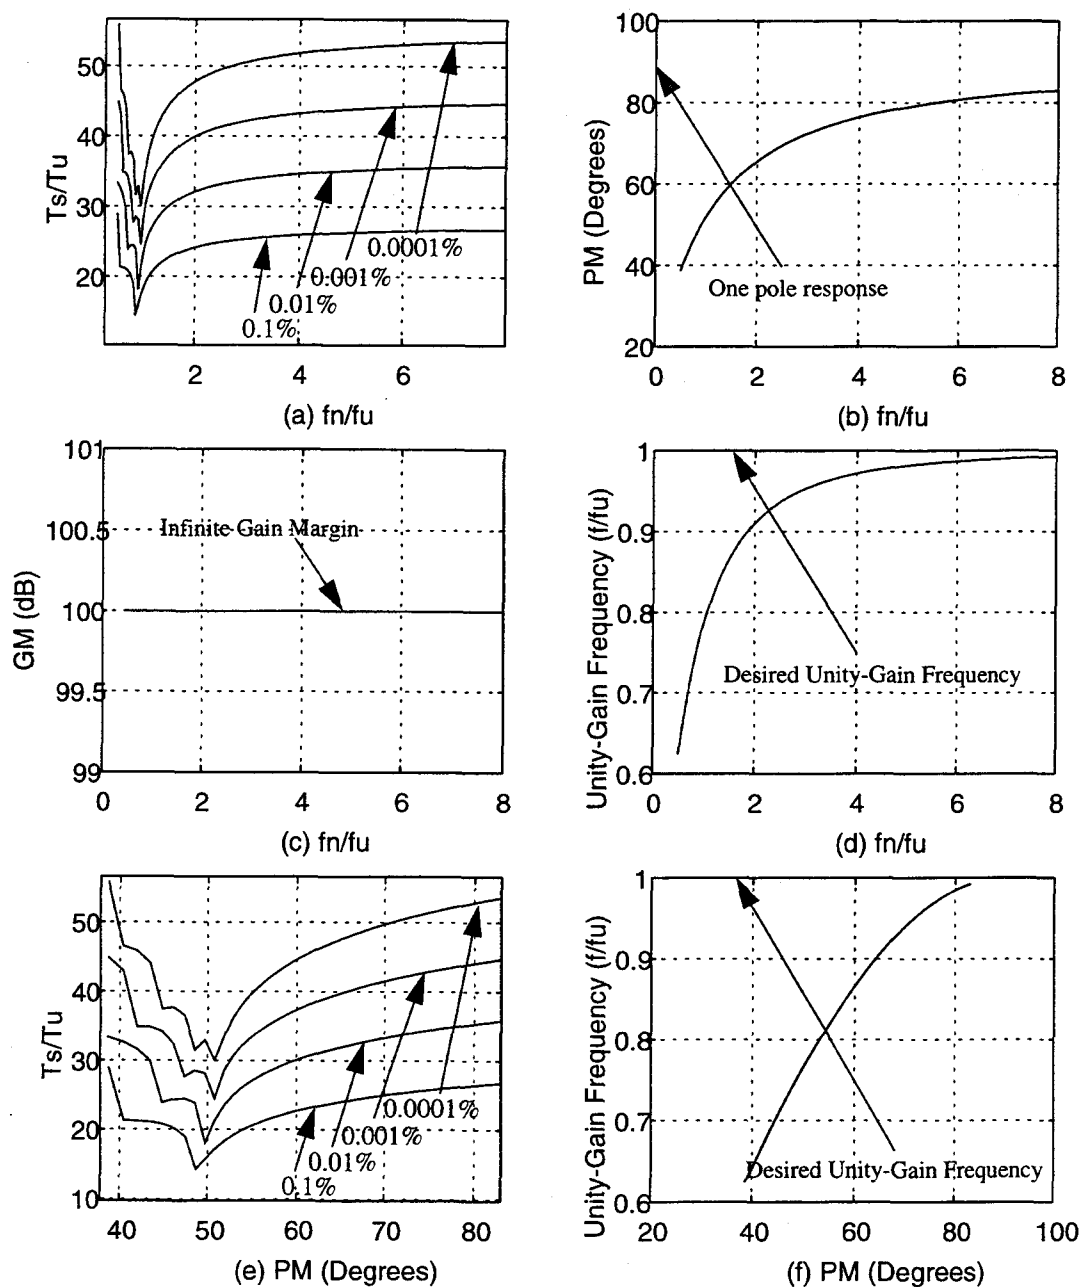 50
40
30
20
Ts/Tu
0.0001%
0.001%
0.01%
0.1%
2 4 6
(a) fn/fu
100
80
60
40
20
PM (Degrees)
One pole response
0 2 4 6 8
(b) fn/fu
101
100.5
100
99.5
99
GM (dB)
Infinite Gain Margin
0 2 4 6 8
(c) fn/fu
1
0.9
0.8
0.7
0.6
Unity-Gain Frequency (f/fu)
Desired Unity-Gain Frequency
0 2 4 6 8
(d) fn/fu
50
40
30
20
10
Ts/Tu
0.0001%
0.001%
0.01%
0.1%
40 50 60 70 80
(e) PM (Degrees)
1
0.9
0.8
0.7
0.6
Unity-Gain Frequency (f/fu)
Desired Unity-Gain Frequency
20 40 60 80 100
(f) PM (Degrees)